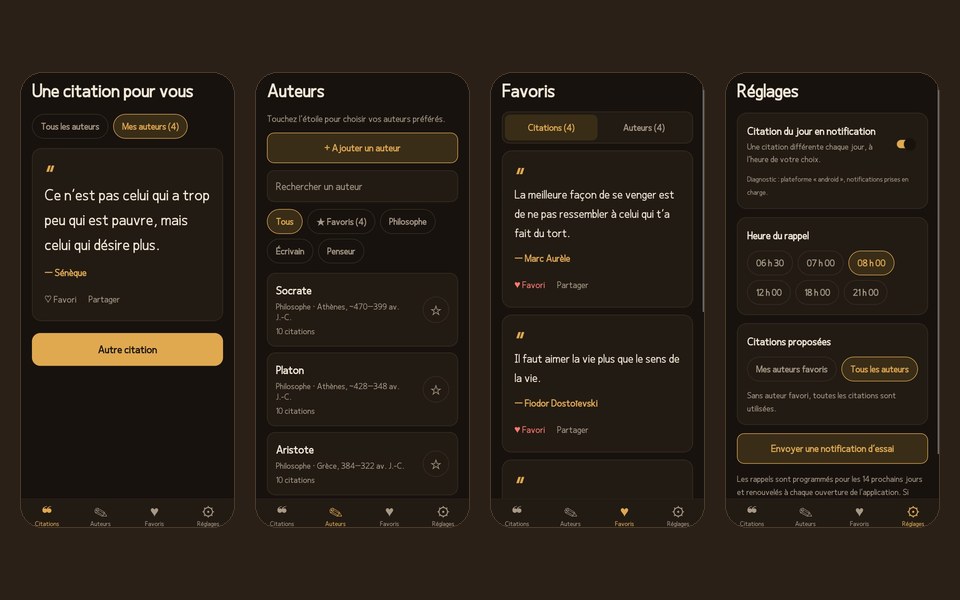 Une citation pour vous
Tous les auteurs
Mes auteurs (4)
"
Ce n'est pas celui qui a trop
peu qui est pauvre, mais
celui qui désire plus.
— Sénèque
♡ Favori Partager
Autre citation
❝ Citations
✎ Auteurs
♥ Favoris
⚙ Réglages
Auteurs
Touchez l'étoile pour choisir vos auteurs préférés.
+ Ajouter un auteur
Rechercher un auteur
Tous
★ Favoris (4)
Philosophe
Écrivain
Penseur
Socrate
Philosophe · Athènes, ~470–399 av.
J.-C.
10 citations
☆
Platon
Philosophe · Athènes, ~428–348 av.
J.-C.
10 citations
☆
Aristote
Philosophe · Grèce, 384–322 av. J.-C.
10 citations
☆
❝ Citations
✎ Auteurs
♥ Favoris
⚙ Réglages
Favoris
Citations (4)
Auteurs (4)
"
La meilleure façon de se venger est
de ne pas ressembler à celui qui t'a
fait du tort.
— Marc Aurèle
♥ Favori Partager
"
Il faut aimer la vie plus que le sens de
la vie.
— Fiodor Dostoïevski
♥ Favori Partager
"
❝ Citations
✎ Auteurs
♥ Favoris
⚙ Réglages
Réglages
Citation du jour en notification
Une citation différente chaque jour, à
l'heure de votre choix.
Diagnostic : plateforme « android », notifications prises en
charge.
Heure du rappel
06 h 30
07 h 00
08 h 00
12 h 00
18 h 00
21 h 00
Citations proposées
Mes auteurs favoris
Tous les auteurs
Sans auteur favori, toutes les citations sont
utilisées.
Envoyer une notification d'essai
Les rappels sont programmés pour les 14 prochains jours
et renouvelés à chaque ouverture de l'application. Si
❝ Citations
✎ Auteurs
♥ Favoris
⚙ Réglages